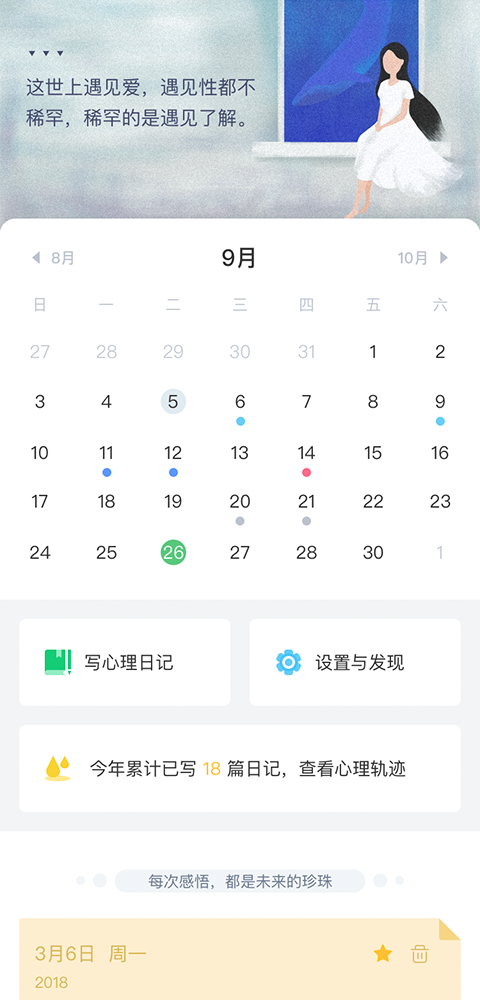 这世上遇见爱，遇见性都不
稀罕，稀罕的是遇见了解。
8月 9月 10月
日 一 二 三 四 五 六
27 28 29 30 31 1 2
3 4 5 6 7 8 9
10 11 12 13 14 15 16
17 18 19 20 21 22 23
24 25 26 27 28 30 1
写心理日记 设置与发现
今年累计已写 18 篇日记，查看心理轨迹
每次感悟，都是未来的珍珠
3月6日 周一
2018